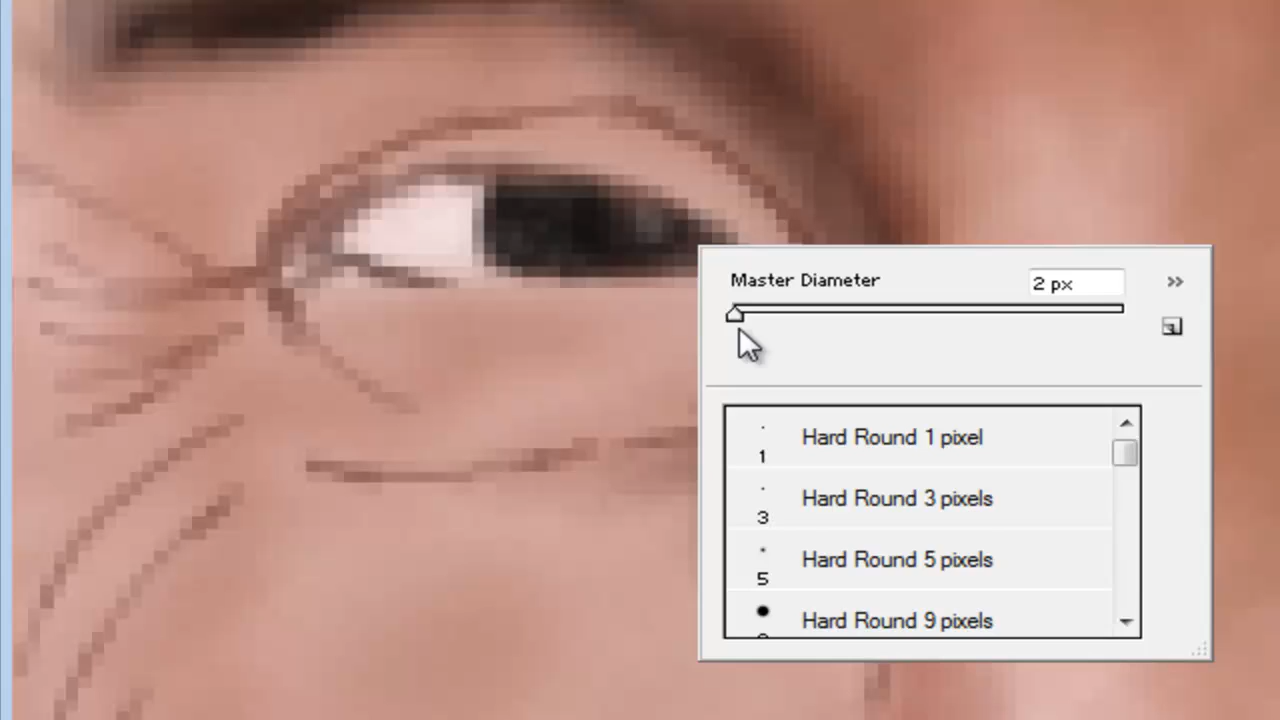 Master Diameter 2 px >>
1 Hard Round 1 pixel
3 Hard Round 3 pixels
5 Hard Round 5 pixels
Hard Round 9 pixels